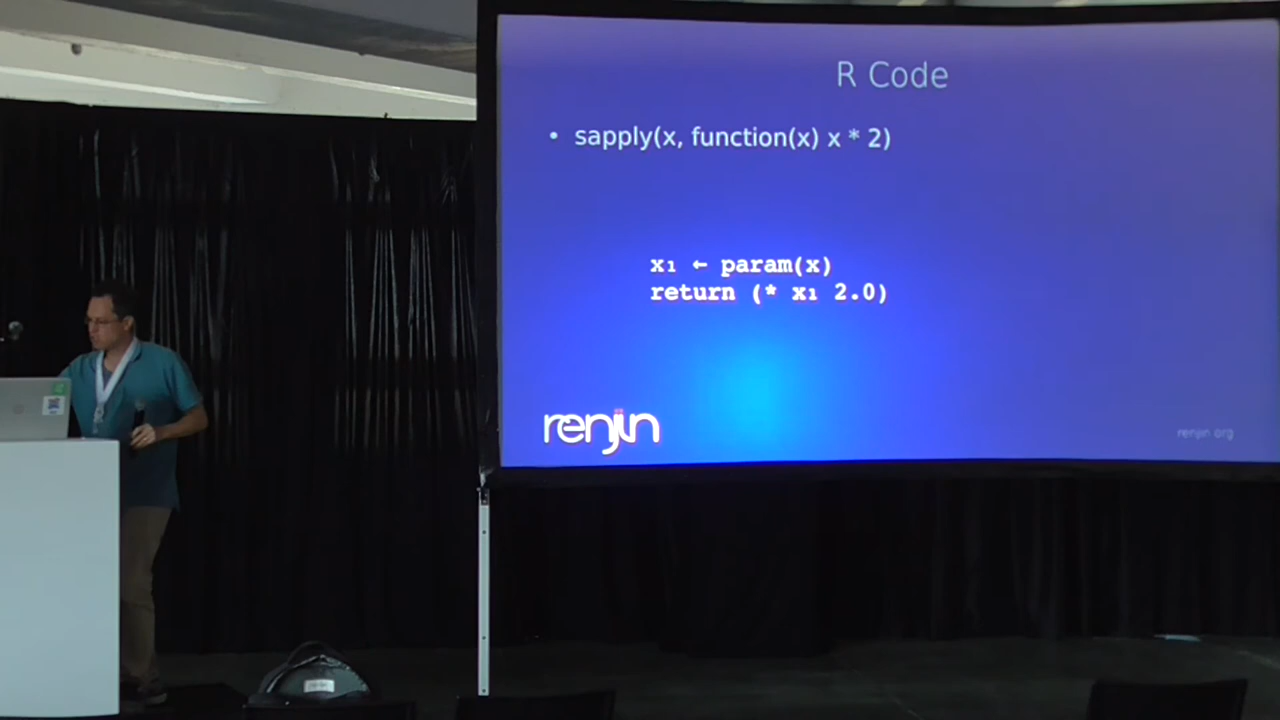 R Code
• sapply(x, function(x) x * 2)
x₁ ← param(x)
return (* x₁ 2.0)
renjin
renjin.org